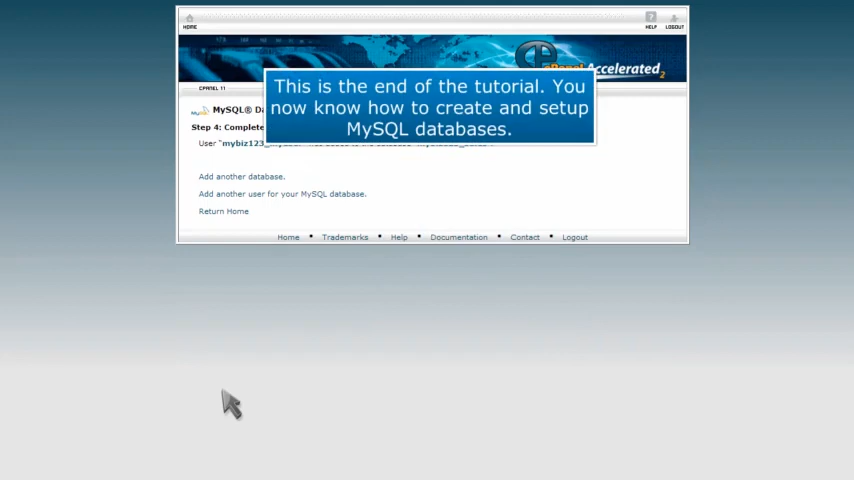 HOME
HELP LOGOUT
Accelerated2
CPANEL 11
This is the end of the tutorial. You
now know how to create and setup
MySQL databases.
MySQL® Da
Step 4: Complete
User "mybiz123_
Add another database.
Add another user for your MySQL database.
Return Home
Home • Trademarks • Help • Documentation • Contact • Logout